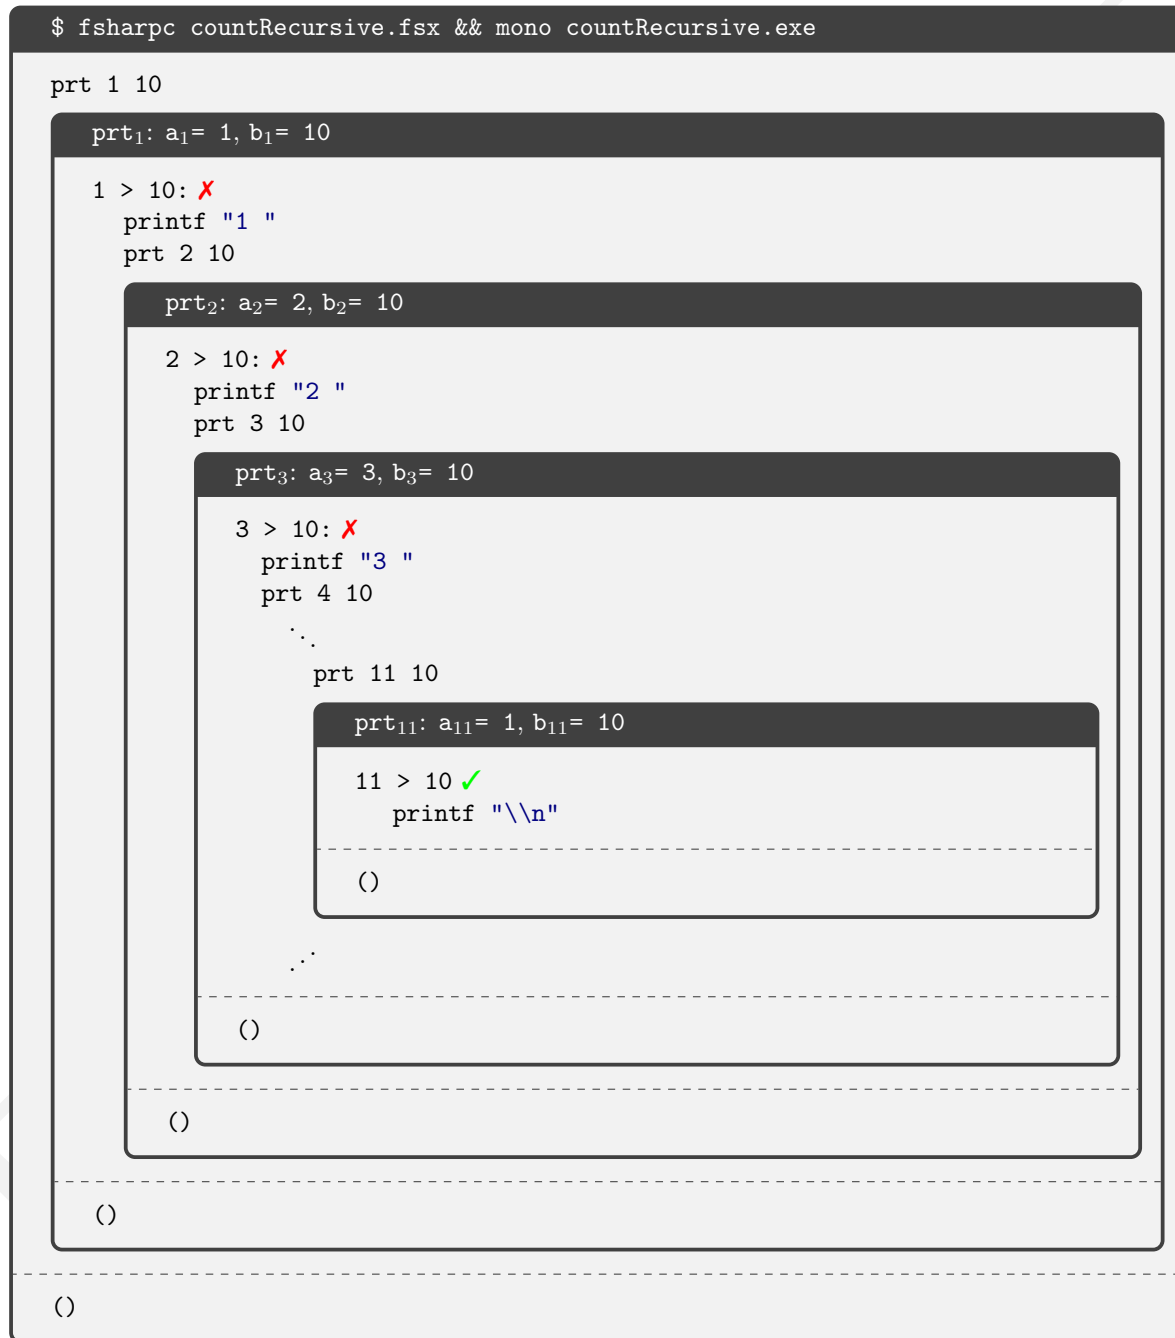 $ fsharpc countRecursive.fsx && mono countRecursive.exe
prt 1 10
prt₁: a₁= 1, b₁= 10
1 > 10: ✗
printf "1 "
prt 2 10
prt₂: a₂= 2, b₂= 10
2 > 10: ✗
printf "2 "
prt 3 10
prt₃: a₃= 3, b₃= 10
3 > 10: ✗
printf "3 "
prt 4 10
⋱
prt 11 10
prt₁₁: a₁₁= 1, b₁₁= 10
11 > 10 ✓
printf "\\n"
()
⋰
()
()
()
()